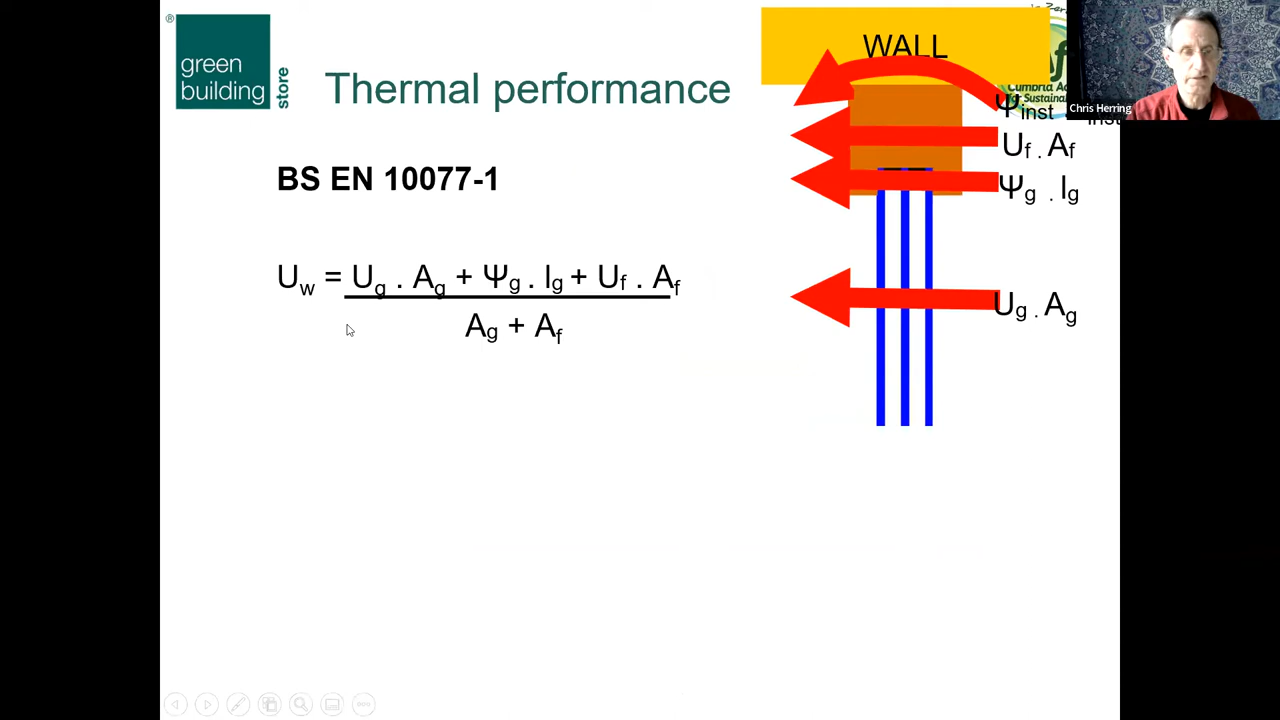 ®
green
building
store
Thermal performance
WALL
Chris Herring
Ψinst
Uf . Af
BS EN 10077-1
Ψg . lg
Uw = Ug . Ag + Ψg . lg + Uf . Af
Ag + Af
Ug . Ag